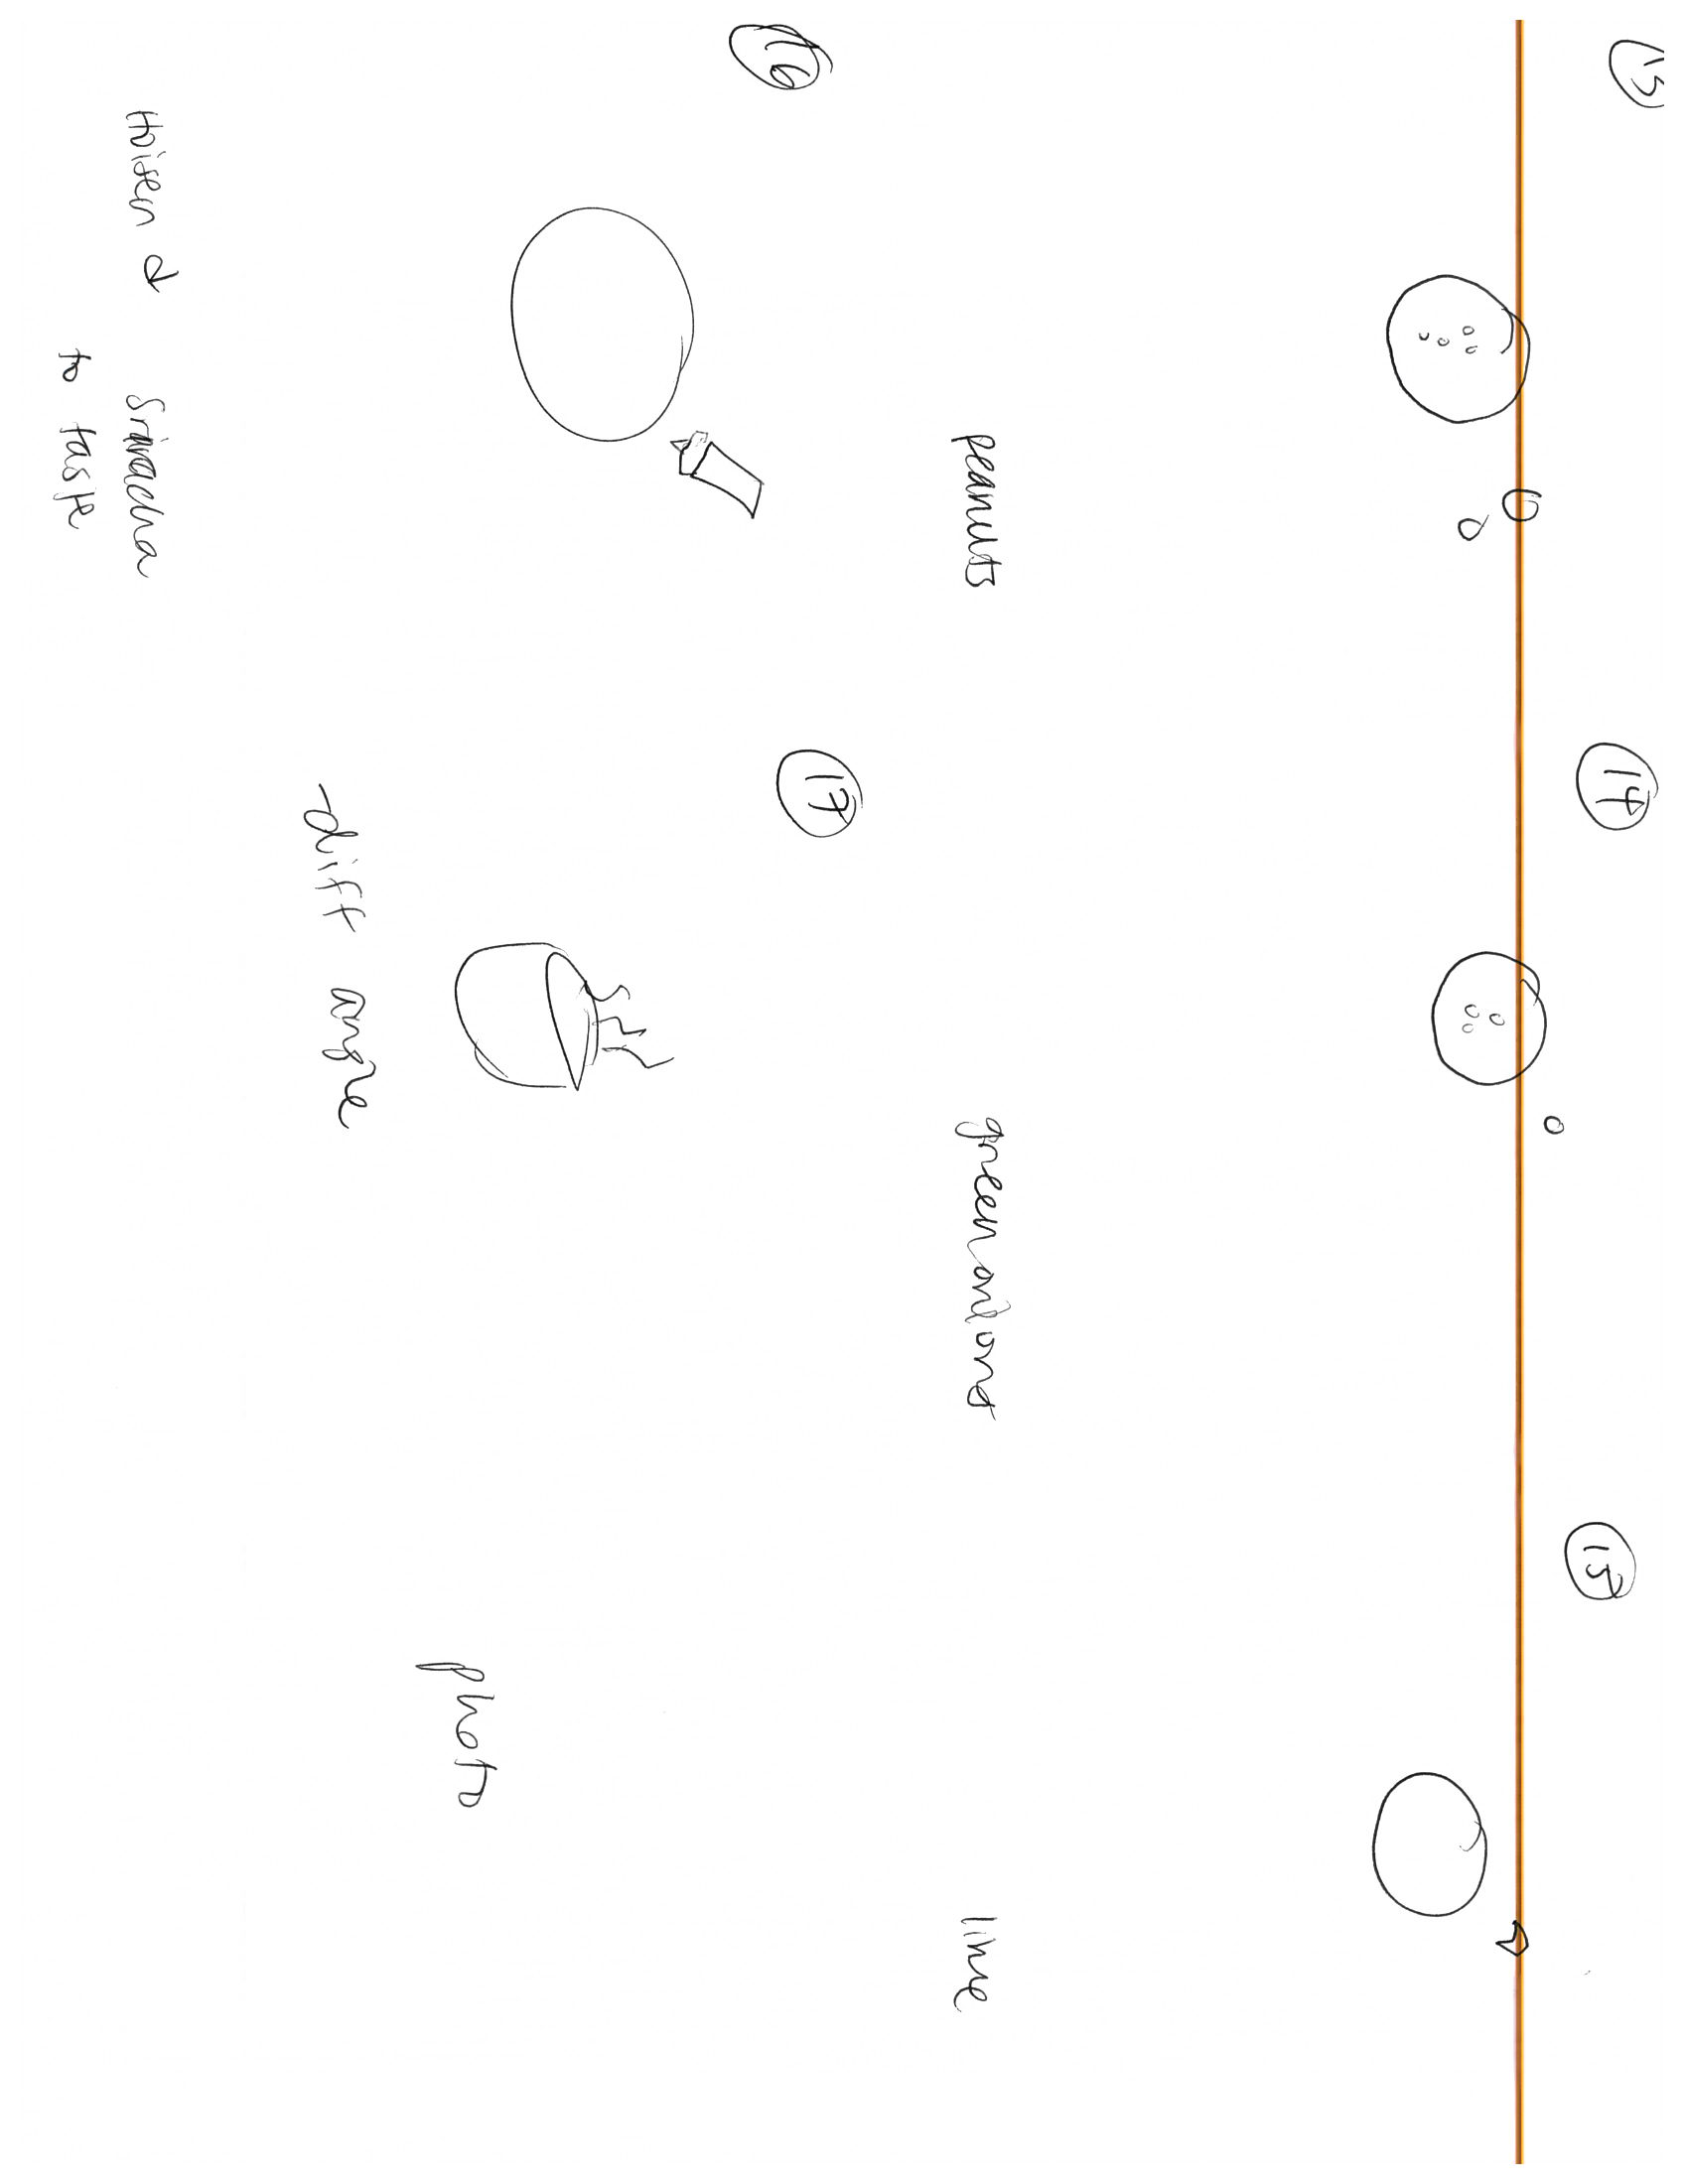 13
14
15
peanuts
green onions
lime
16
17
photo
-diff angle
Hoisen &
Sriracha
to taste